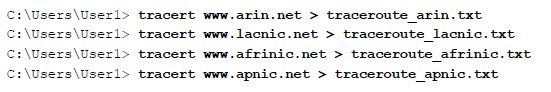 C:\Users\User1> tracert www.arin.net > traceroute_arin.txt
C:\Users\User1> tracert www.lacnic.net > traceroute_lacnic.txt
C:\Users\User1> tracert www.afrinic.net > traceroute_afrinic.txt
C:\Users\User1> tracert www.apnic.net > traceroute_apnic.txt